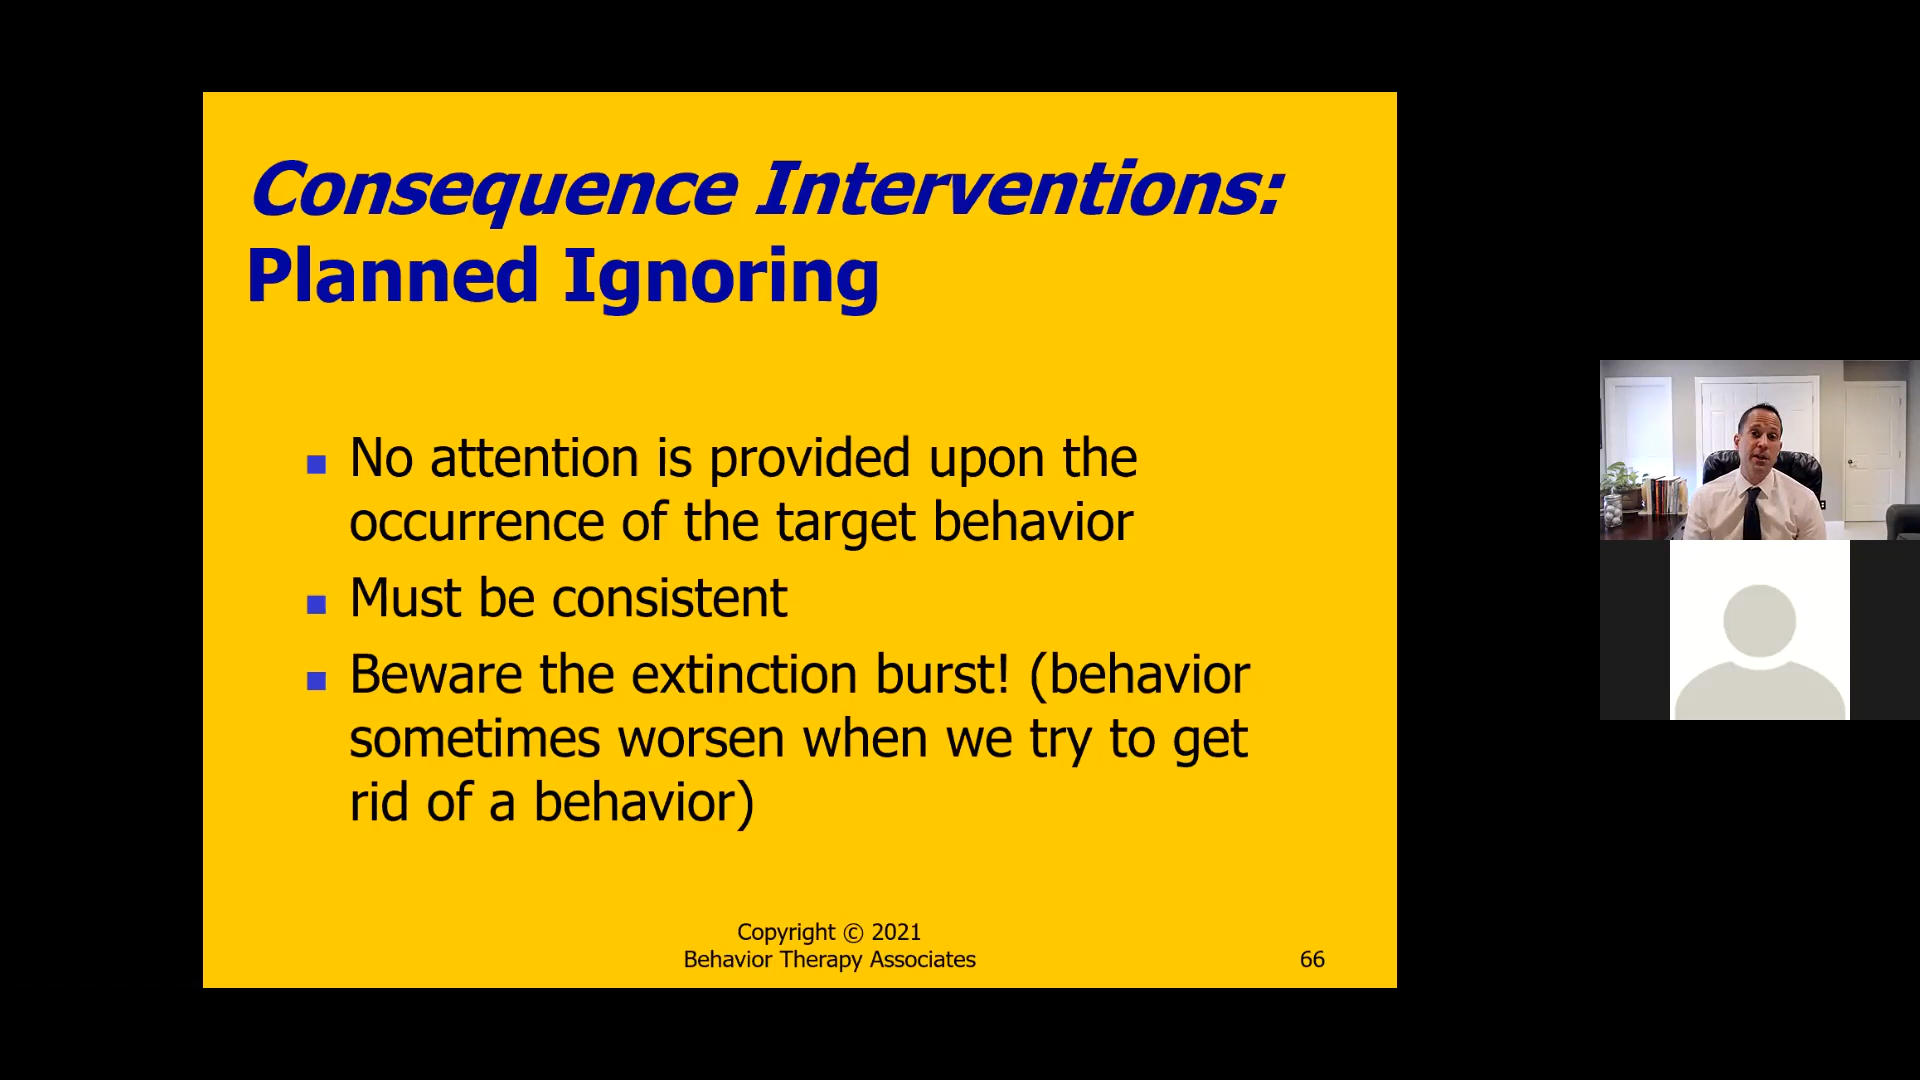 Consequence Interventions:
Planned Ignoring
No attention is provided upon the
occurrence of the target behavior
Must be consistent
Beware the extinction burst! (behavior
sometimes worsen when we try to get
rid of a behavior)
Copyright © 2021
Behavior Therapy Associates
66